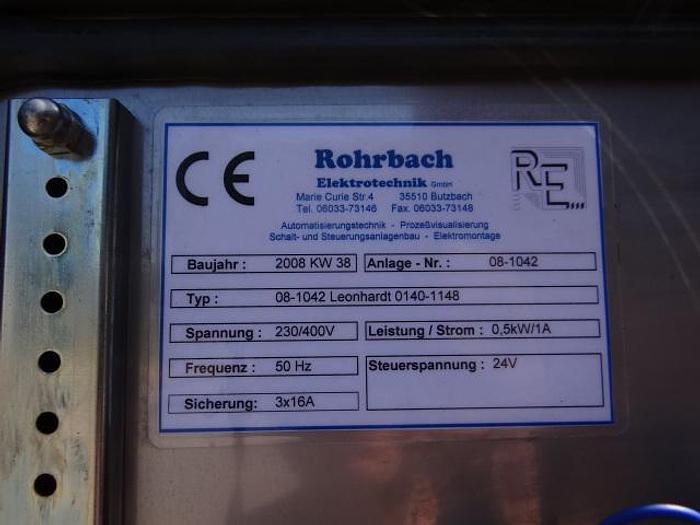 CE
Rohrbach
Elektrotechnik GmbH
Marie Curie Str.4 35510 Butzbach
Tel. 06033-73146 Fax. 06033-73148
Automatisierungstechnik - Prozeßvisualisierung
Schalt- und Steuerungsanlagenbau - Elektromontage
RE...
Baujahr : 2008 KW 38 Anlage - Nr. : 08-1042
Typ : 08-1042 Leonhardt 0140-1148
Spannung : 230/400V Leistung / Strom : 0,5kW/1A
Frequenz : 50 Hz Steuerspannung : 24V
Sicherung: 3x16A